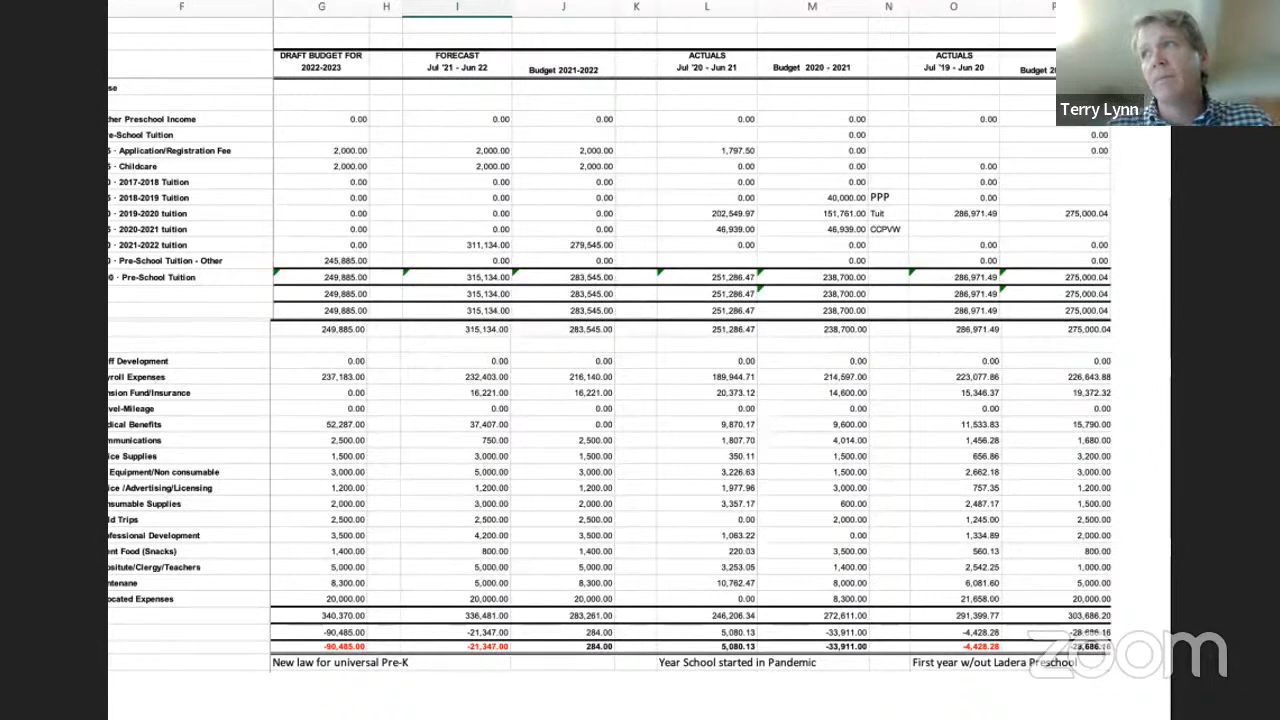 F G H I J K L M N O P
DRAFT BUDGET FOR FORECAST ACTUALS ACTUALS
2022-2023 Jul '21 - Jun 22 Budget 2021-2022 Jul '20 - Jun 21 Budget 2020 - 2021 Jul '19 - Jun 20 Budget 20
se
Terry Lynn
her Preschool Income 0.00 0.00 0.00 0.00 0.00 0.00
e-School Tuition 0.00 0.00
5 · Application/Registration Fee 2,000.00 2,000.00 2,000.00 1,797.50 0.00 0.00
5 · Childcare 2,000.00 2,000.00 2,000.00 0.00 0.00 0.00
0 · 2017-2018 Tuition 0.00 0.00 0.00 0.00 0.00 0.00
5 · 2018-2019 Tuition 0.00 0.00 0.00 0.00 40,000.00 PPP 0.00
0 · 2019-2020 tuition 0.00 0.00 0.00 202,549.97 151,761.00 Tuit 286,971.49 275,000.04
5 · 2020-2021 tuition 0.00 0.00 0.00 46,939.00 46,939.00 CCPVW
0 · 2021-2022 tuition 0.00 311,134.00 279,545.00 0.00 0.00 0.00 0.00
0 · Pre-School Tuition - Other 245,885.00 0.00 0.00 0.00 0.00 0.00 0.00
0 · Pre-School Tuition 249,885.00 315,134.00 283,545.00 251,286.47 238,700.00 286,971.49 275,000.04
249,885.00 315,134.00 283,545.00 251,286.47 238,700.00 286,971.49 275,000.04
249,885.00 315,134.00 283,545.00 251,286.47 238,700.00 286,971.49 275,000.04
249,885.00 315,134.00 283,545.00 251,286.47 238,700.00 286,971.49 275,000.04
ff Development 0.00 0.00 0.00 0.00 0.00 0.00 0.00
yroll Expenses 237,183.00 232,403.00 216,140.00 189,944.71 214,597.00 223,077.86 226,643.88
nsion Fund/Insurance 0.00 16,221.00 16,221.00 20,373.12 14,600.00 15,346.37 19,372.32
vel-Mileage 0.00 0.00 0.00 0.00 0.00 0.00 0.00
dical Benefits 52,287.00 37,407.00 0.00 9,870.17 9,600.00 11,533.83 15,790.00
mmunications 2,500.00 750.00 2,500.00 1,807.70 4,014.00 1,456.28 1,680.00
ice Supplies 1,500.00 3,000.00 1,500.00 350.11 1,500.00 656.86 3,200.00
Equipment/Non consumable 3,000.00 5,000.00 3,000.00 3,226.63 1,500.00 2,662.18 3,000.00
ice /Advertising/Licensing 1,200.00 1,200.00 1,200.00 1,977.96 3,000.00 757.35 1,200.00
nsumable Supplies 2,000.00 3,000.00 2,000.00 3,357.17 600.00 2,487.17 1,500.00
ld Trips 2,500.00 2,500.00 2,500.00 0.00 2,000.00 1,245.00 2,500.00
ofessional Development 3,500.00 4,200.00 3,500.00 1,063.22 0.00 1,334.89 2,000.00
ent Food (Snacks) 1,400.00 800.00 1,400.00 220.03 3,500.00 560.13 800.00
bsitute/Clergy/Teachers 5,000.00 5,000.00 5,000.00 3,253.05 1,400.00 2,542.25 1,000.00
ntenane 8,300.00 5,000.00 8,300.00 10,762.47 8,000.00 6,081.60 5,000.00
ocated Expenses 20,000.00 20,000.00 20,000.00 0.00 8,300.00 21,658.00 20,000.00
340,370.00 336,481.00 283,261.00 246,206.34 272,611.00 291,399.77 303,686.20
-90,485.00 -21,347.00 284.00 5,080.13 -33,911.00 -4,428.28 -28,686.16
-90,485.00 -21,347.00 284.00 5,080.13 -33,911.00 -4,428.28 -28,686.16
New law for universal Pre-K Year School started in Pandemic First year w/out Ladera Preschool
zoom